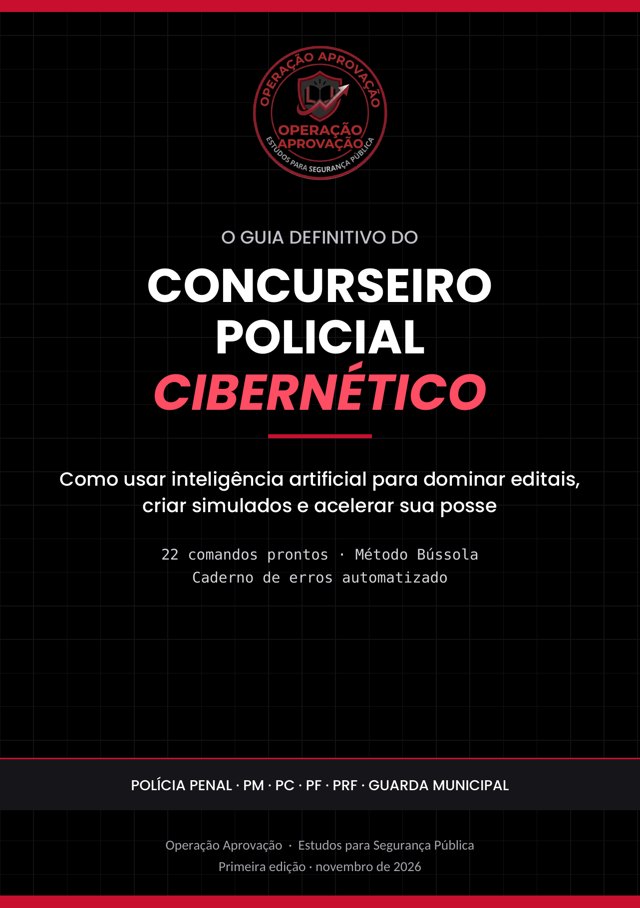 OPERAÇÃO APROVAÇÃO
OPERAÇÃO
APROVAÇÃO
ESTUDOS PARA SEGURANÇA PÚBLICA
O GUIA DEFINITIVO DO
CONCURSEIRO
POLICIAL
CIBERNÉTICO
Como usar inteligência artificial para dominar editais,
criar simulados e acelerar sua posse
22 comandos prontos · Método Bússola
Caderno de erros automatizado
POLÍCIA PENAL · PM · PC · PF · PRF · GUARDA MUNICIPAL
Operação Aprovação · Estudos para Segurança Pública
Primeira edição · novembro de 2026